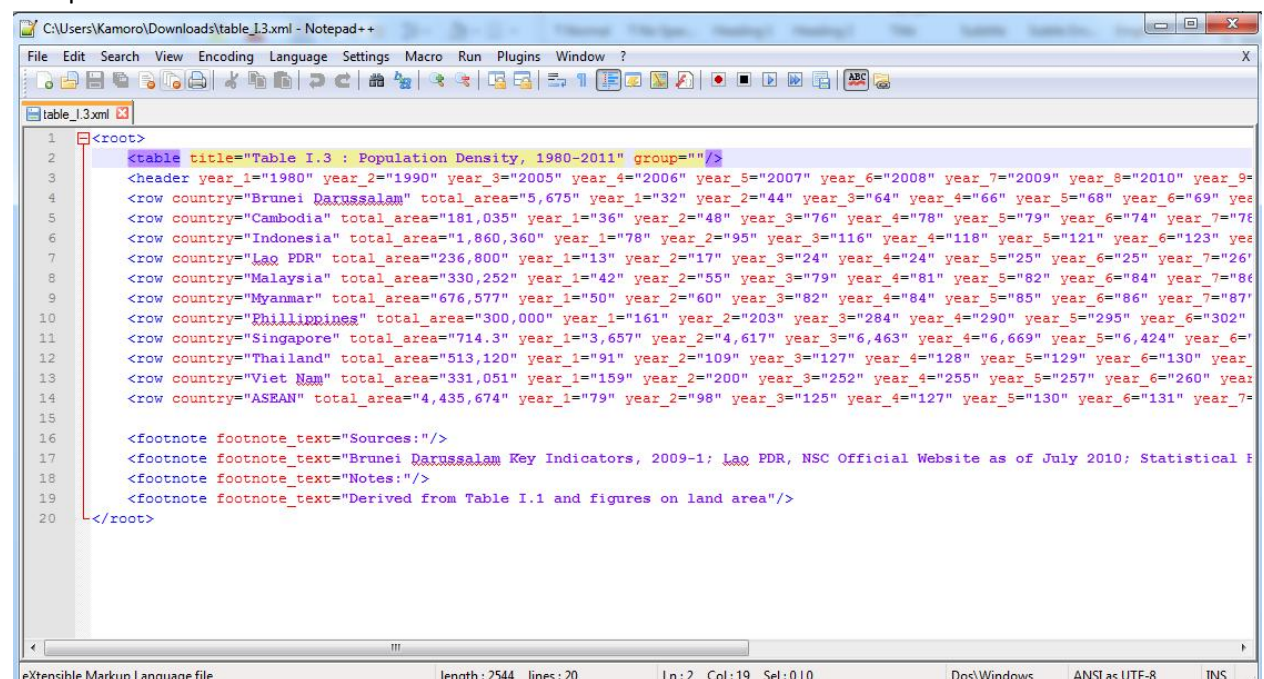 C:\Users\Kamoro\Downloads\table_I.3.xml - Notepad++
File Edit Search View Encoding Language Settings Macro Run Plugins Window ? X
table_I.3.xml
1 <root>
2 <table title="Table I.3 : Population Density, 1980-2011" group=""/>
3 <header year_1="1980" year_2="1990" year_3="2005" year_4="2006" year_5="2007" year_6="2008" year_7="2009" year_8="2010" year_9=
4 <row country="Brunei Darussalam" total_area="5,675" year_1="32" year_2="44" year_3="64" year_4="66" year_5="68" year_6="69" yea
5 <row country="Cambodia" total_area="181,035" year_1="36" year_2="48" year_3="76" year_4="78" year_5="79" year_6="74" year_7="78
6 <row country="Indonesia" total_area="1,860,360" year_1="78" year_2="95" year_3="116" year_4="118" year_5="121" year_6="123" yea
7 <row country="Lao PDR" total_area="236,800" year_1="13" year_2="17" year_3="24" year_4="24" year_5="25" year_6="25" year_7="26"
8 <row country="Malaysia" total_area="330,252" year_1="42" year_2="55" year_3="79" year_4="81" year_5="82" year_6="84" year_7="86
9 <row country="Myanmar" total_area="676,577" year_1="50" year_2="60" year_3="82" year_4="84" year_5="85" year_6="86" year_7="87"
10 <row country="Phillippines" total_area="300,000" year_1="161" year_2="203" year_3="284" year_4="290" year_5="295" year_6="302"
11 <row country="Singapore" total_area="714.3" year_1="3,657" year_2="4,617" year_3="6,463" year_4="6,669" year_5="6,424" year_6="
12 <row country="Thailand" total_area="513,120" year_1="91" year_2="109" year_3="127" year_4="128" year_5="129" year_6="130" year_
13 <row country="Viet Nam" total_area="331,051" year_1="159" year_2="200" year_3="252" year_4="255" year_5="257" year_6="260" year
14 <row country="ASEAN" total_area="4,435,674" year_1="79" year_2="98" year_3="125" year_4="127" year_5="130" year_6="131" year_7=
15
16 <footnote footnote_text="Sources:"/>
17 <footnote footnote_text="Brunei Darussalam Key Indicators, 2009-1; Lao PDR, NSC Official Website as of July 2010; Statistical
18 <footnote footnote_text="Notes:"/>
19 <footnote footnote_text="Derived from Table I.1 and figures on land area"/>
20 </root>
eXtensible Markup Language file length : 2544 lines : 20 Ln : 2 Col : 19 Sel : 0 | 0 Dos\Windows ANSI as UTF-8 INS